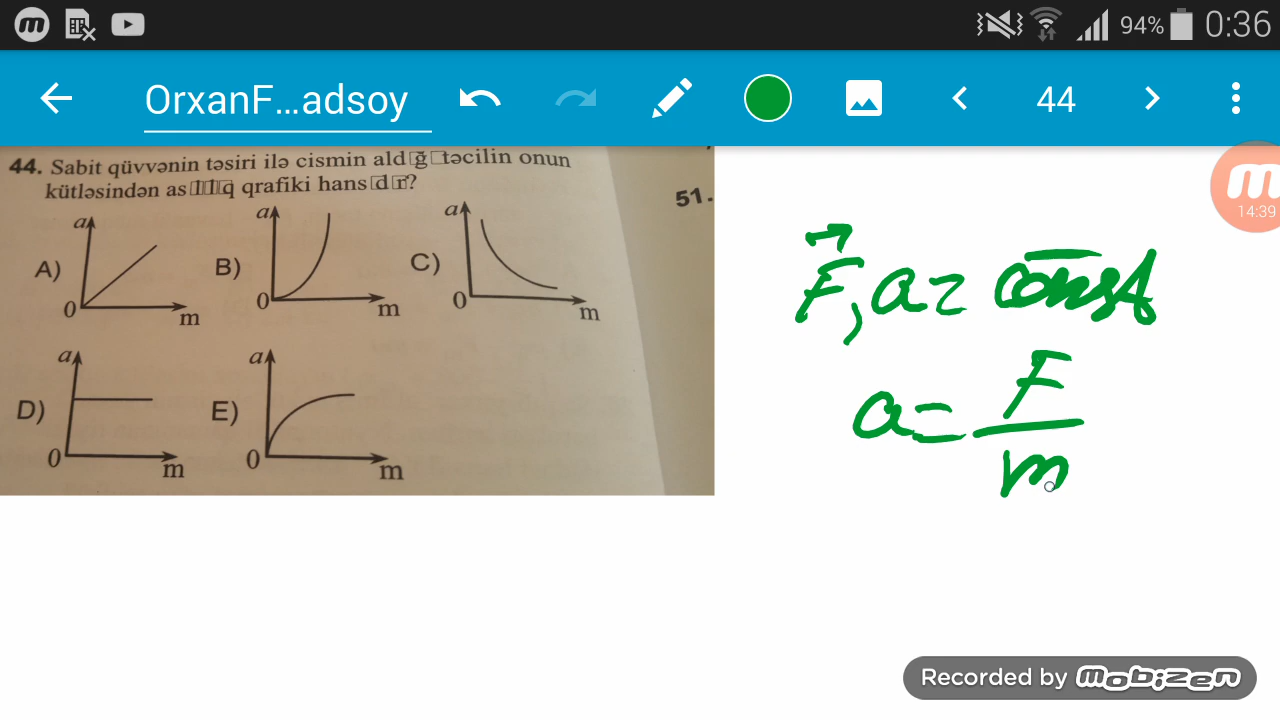 94% 0:36
OrxanF...adsoy 44
14:39
44. Sabit qüvvənin təsiri ilə cismin ald▯ğ▯ təcilin onun
kütləsindən as▯l▯l▯q qrafiki hans▯d▯r?
51.
A) a 0 m
B) a 0 m
C) a 0 m
D) a 0 m
E) a 0 m
F, a = const
a = F
m
Recorded by mobizen